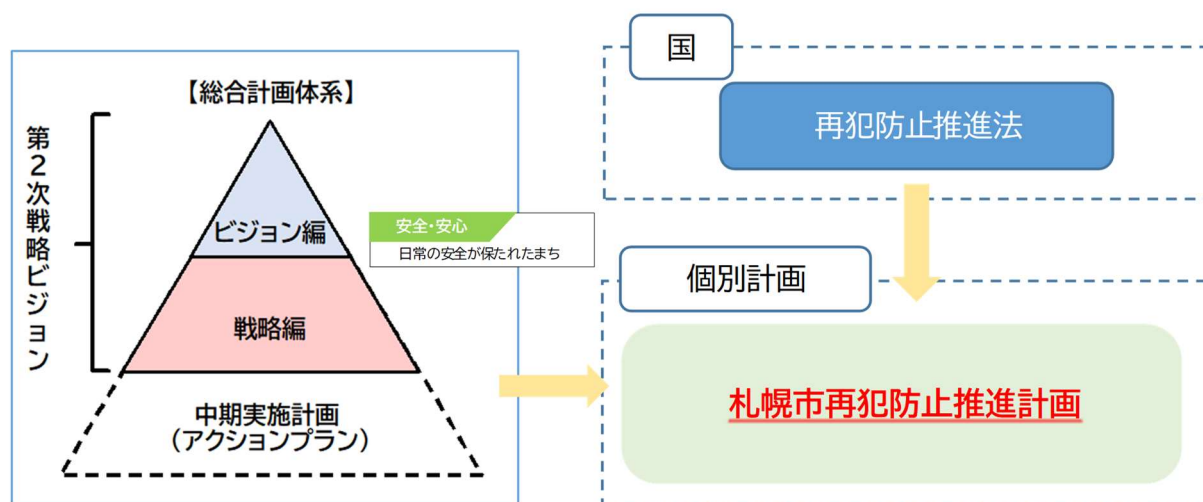 【総合計画体系】
第2次戦略ビジョン
ビジョン編
戦略編
中期実施計画
(アクションプラン)
安全・安心
日常の安全が保たれたまち
国
再犯防止推進法
個別計画
札幌市再犯防止推進計画